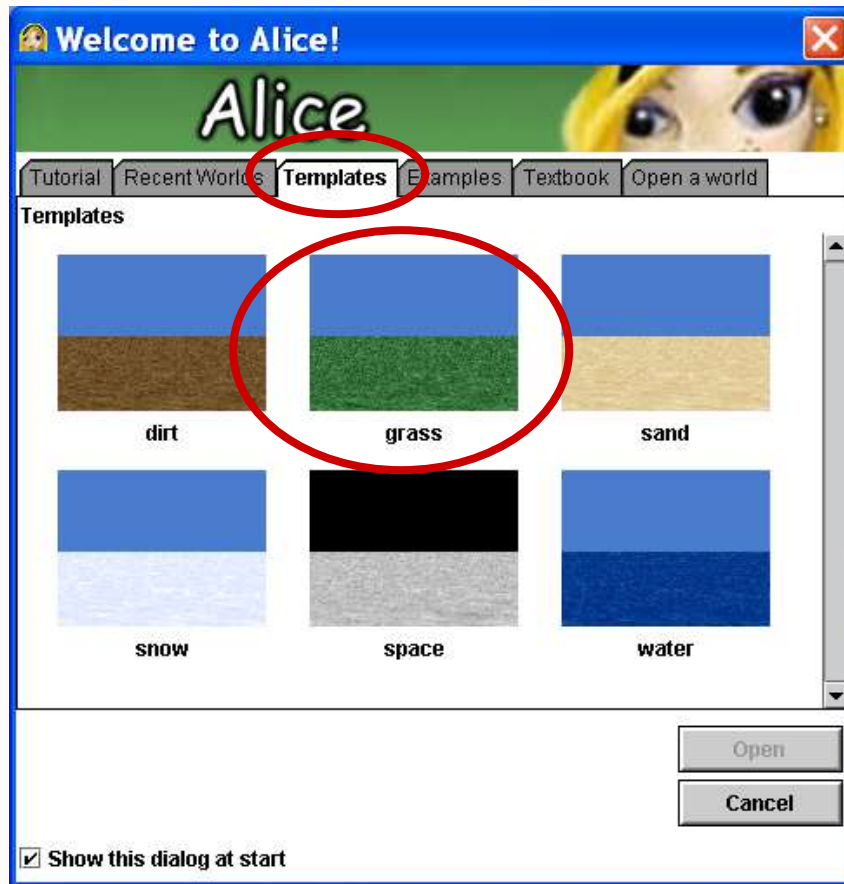 Welcome to Alice!
Alice
Tutorial Recent Worlds Templates Examples Textbook Open a world
Templates
dirt grass sand
snow space water
Open
Cancel
Show this dialog at start